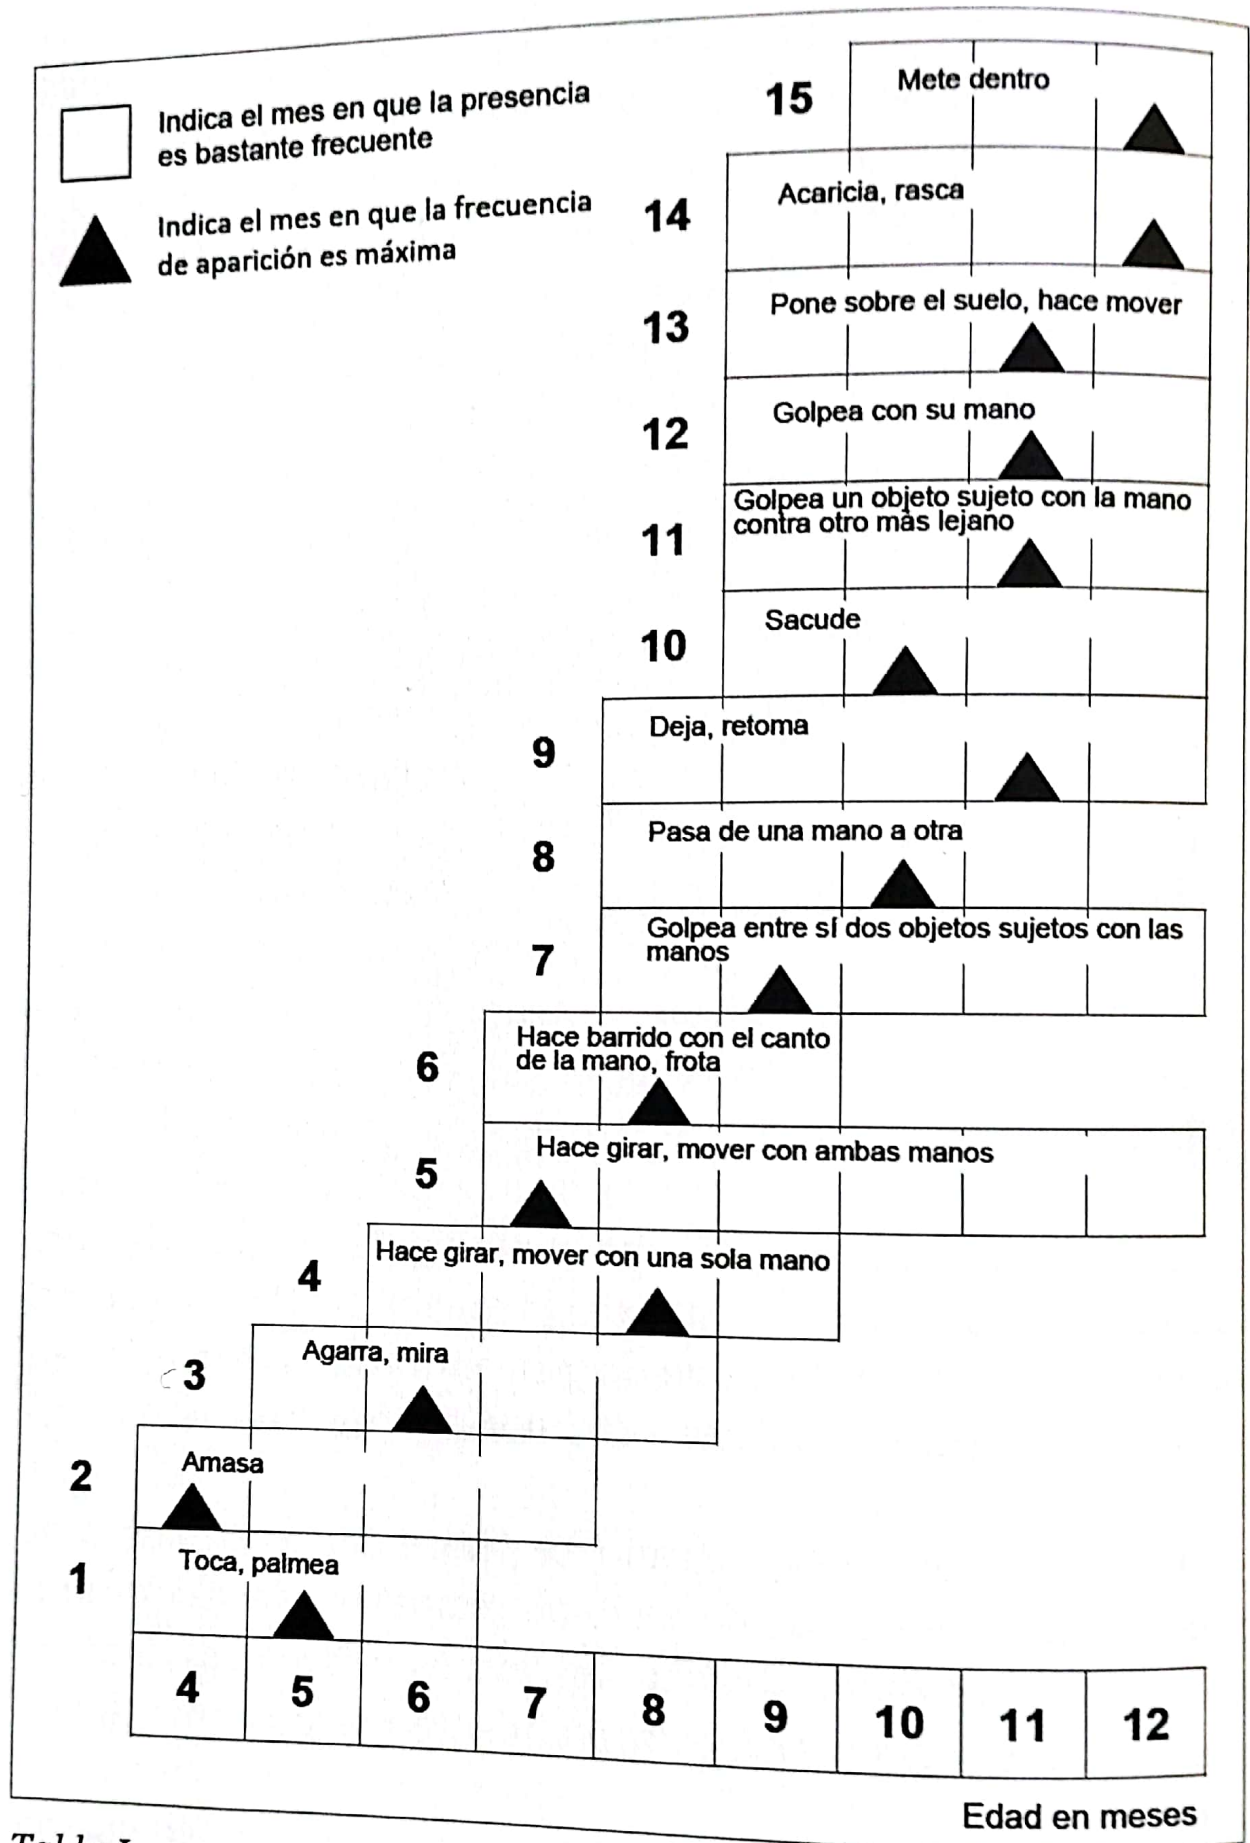 Indica el mes en que la presencia
es bastante frecuente
Indica el mes en que la frecuencia
de aparición es máxima
15 Mete dentro
14 Acaricia, rasca
13 Pone sobre el suelo, hace mover
12 Golpea con su mano
11 Golpea un objeto sujeto con la mano
contra otro más lejano
10 Sacude
9 Deja, retoma
8 Pasa de una mano a otra
7 Golpea entre sí dos objetos sujetos con las
manos
6 Hace barrido con el canto
de la mano, frota
5 Hace girar, mover con ambas manos
4 Hace girar, mover con una sola mano
3 Agarra, mira
2 Amasa
1 Toca, palmea
4 5 6 7 8 9 10 11 12
Edad en meses